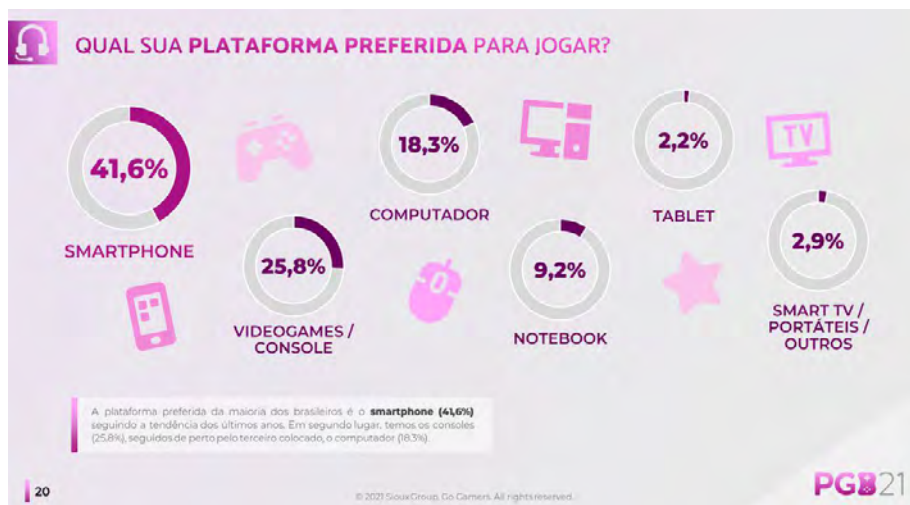 QUAL SUA PLATAFORMA PREFERIDA PARA JOGAR?
41,6%
SMARTPHONE
25,8%
VIDEOGAMES /
CONSOLE
18,3%
COMPUTADOR
9,2%
NOTEBOOK
2,2%
TABLET
TV
2,9%
SMART TV /
PORTÁTEIS /
OUTROS
A plataforma preferida da maioria dos brasileiros é o smartphone (41,6%)
seguindo a tendência dos últimos anos. Em segundo lugar, temos os consoles
(25,8%), seguidos de perto pelo terceiro colocado, o computador (18,3%).
20
© 2021 SiouxGroup, Go Gamers. All rights reserved.
PGB21